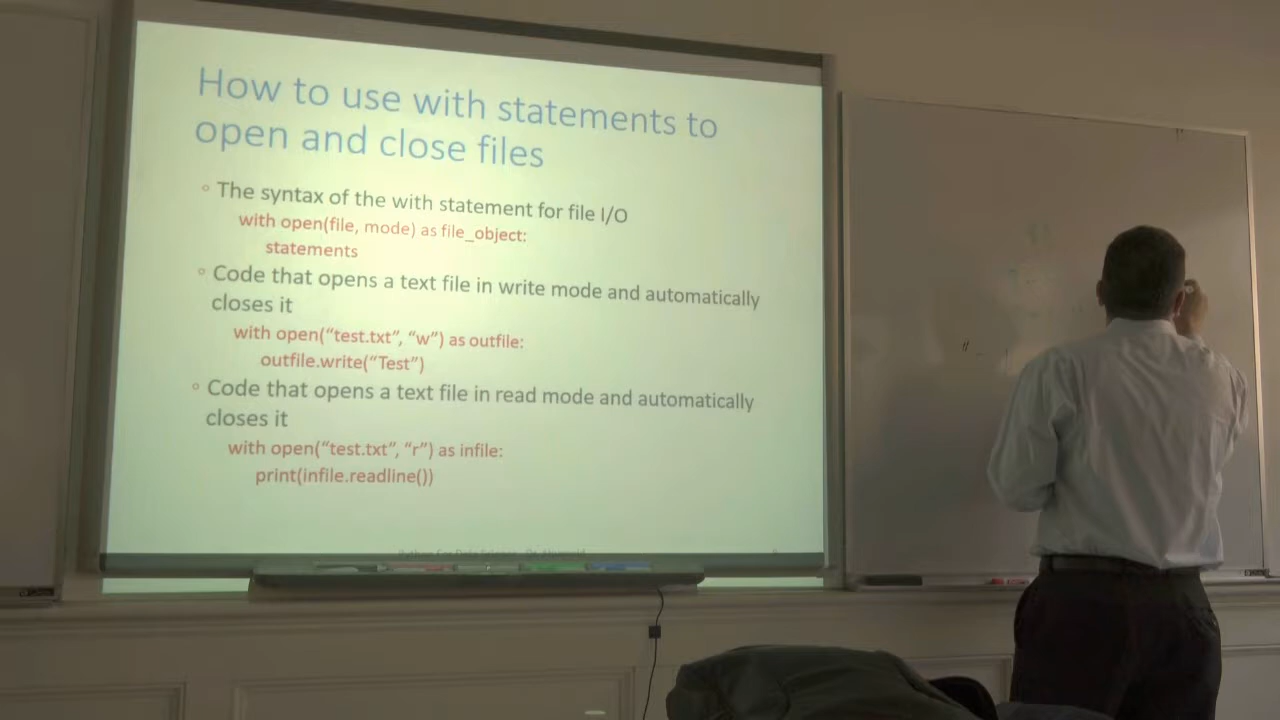 How to use with statements to
open and close files
◦ The syntax of the with statement for file I/O
with open(file, mode) as file_object:
statements
◦ Code that opens a text file in write mode and automatically
closes it
with open(“test.txt”, “w”) as outfile:
outfile.write(“Test”)
◦ Code that opens a text file in read mode and automatically
closes it
with open(“test.txt”, “r”) as infile:
print(infile.readline())